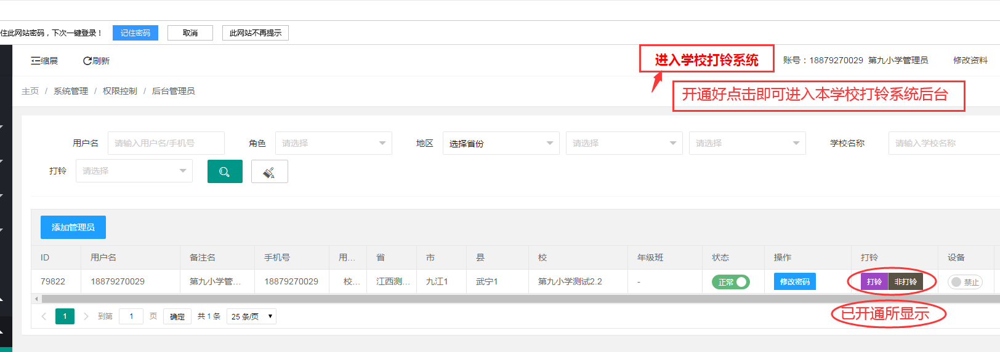 住此网站密码，下次一键登录！ 记住密码 取消 此网站不再提示
缩展 刷新 进入学校打铃系统 账号：18879270029 第九小学管理员 修改资料
主页 / 系统管理 / 权限控制 / 后台管理员 开通好点击即可进入本学校打铃系统后台
用户名 请输入用户名/手机号 角色 请选择 地区 选择省份 请选择 请选择 学校名称 请输入学校名称
打铃 请选择
添加管理员
ID 用户名 备注名 手机号 用... 省 市 县 校 年级班 状态 操作 打铃 设备
79822 18879270029 第九小学管... 18879270029 校... 江西测... 九江1 武宁1 第九小学测试2.2 - 正常 修改密码 打铃 非打铃 禁止
1 到第 1 页 确定 共 1 条 25 条/页 已开通所显示